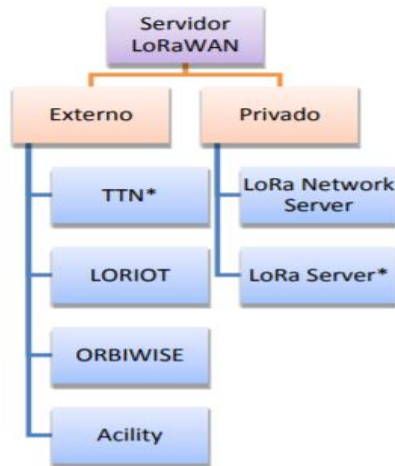 Servidor
LoRaWAN
Externo
Privado
TTN*
LoRa Network
Server
LORIOT
LoRa Server*
ORBIWISE
Acility